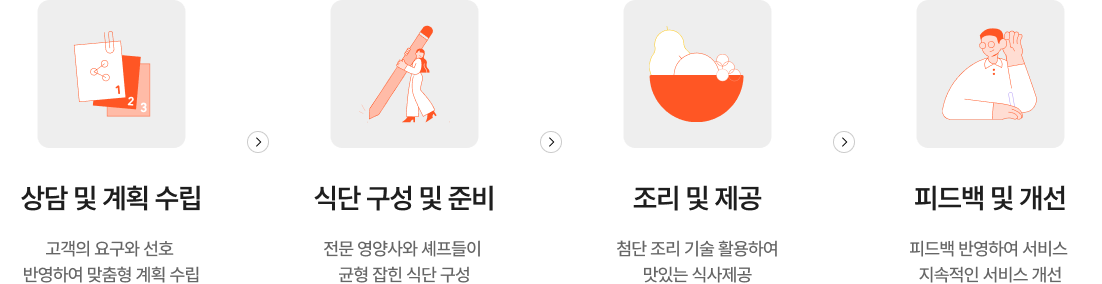 1
2
3
상담 및 계획 수립
고객의 요구와 선호
반영하여 맞춤형 계획 수립
식단 구성 및 준비
전문 영양사와 셰프들이
균형 잡힌 식단 구성
조리 및 제공
첨단 조리 기술 활용하여
맛있는 식사제공
피드백 및 개선
피드백 반영하여 서비스
지속적인 서비스 개선